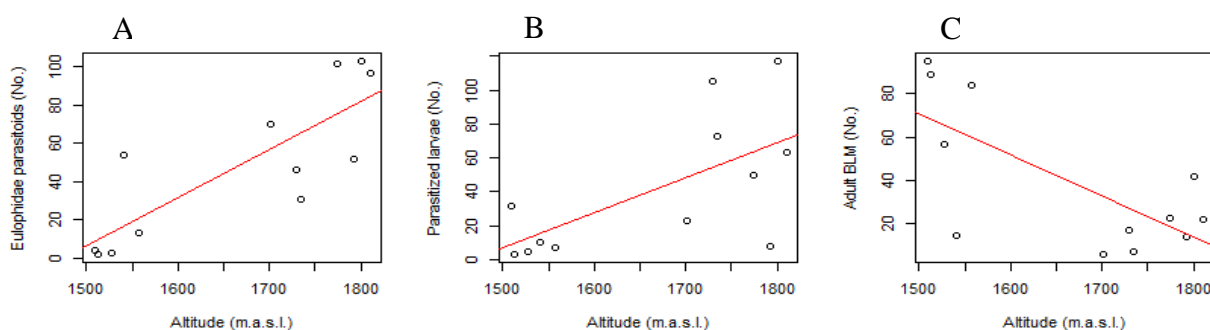 A
Eulophidae parasitoids (No.)
0 20 40 60 80 100
1500 1600 1700 1800
Altitude (m.a.s.l.)
B
Parasitized larvae (No.)
0 20 40 60 80 100
1500 1600 1700 1800
Altitude (m.a.s.l.)
C
Adult BLM (No.)
20 40 60 80
1500 1600 1700 1800
Altitude (m.a.s.l.)